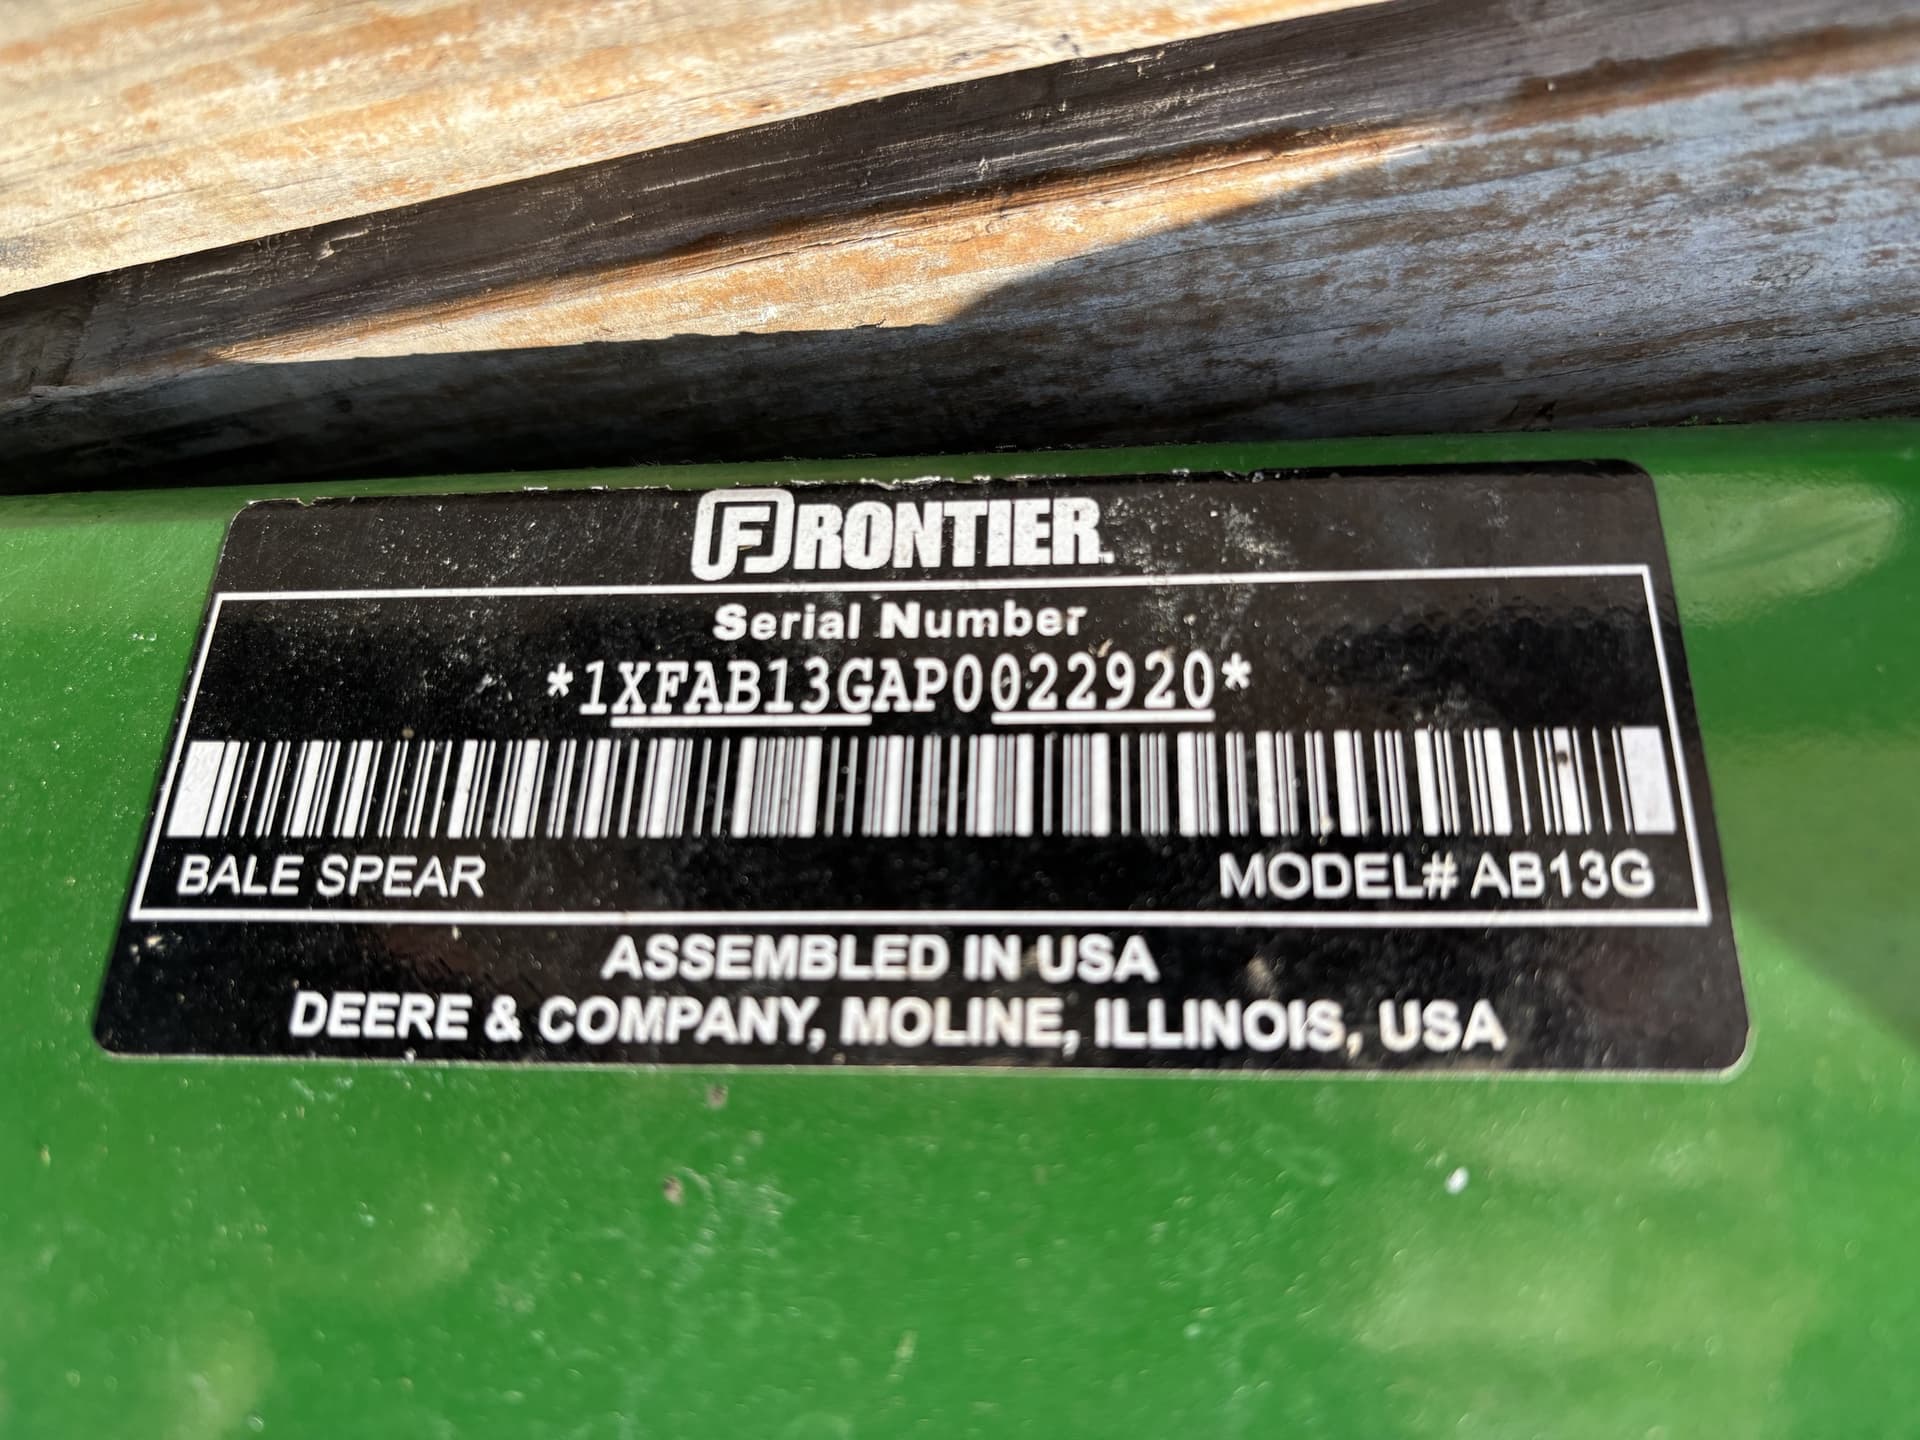 FRONTIER
Serial Number
*1XFAB13GAP0022920*
BALE SPEAR MODEL# AB13G
ASSEMBLED IN USA
DEERE & COMPANY, MOLINE, ILLINOIS, USA